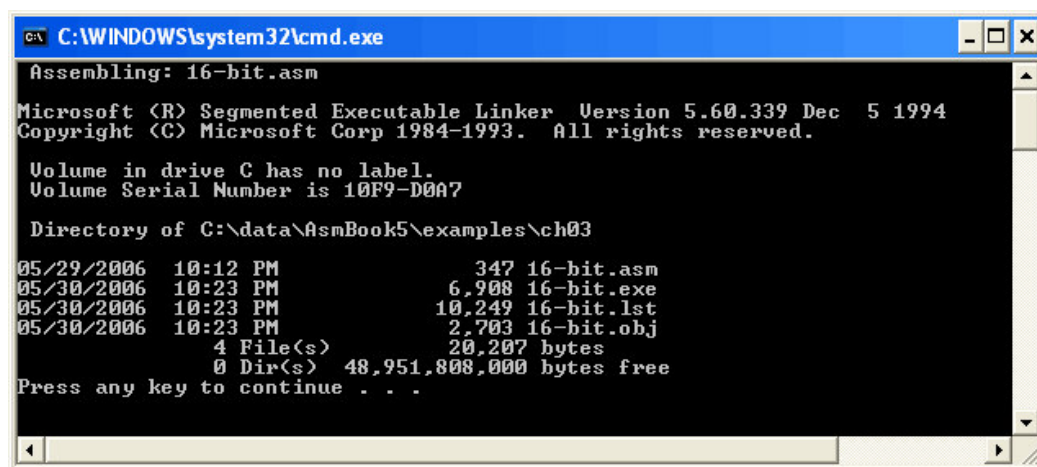 C:\WINDOWS\system32\cmd.exe
Assembling: 16-bit.asm
Microsoft (R) Segmented Executable Linker Version 5.60.339 Dec 5 1994
Copyright (C) Microsoft Corp 1984-1993. All rights reserved.
Volume in drive C has no label.
Volume Serial Number is 10F9-D0A7
Directory of C:\data\AsmBook5\examples\ch03
05/29/2006 10:12 PM 347 16-bit.asm
05/30/2006 10:23 PM 6,908 16-bit.exe
05/30/2006 10:23 PM 10,249 16-bit.lst
05/30/2006 10:23 PM 2,703 16-bit.obj
4 File(s) 20,207 bytes
0 Dir(s) 48,951,808,000 bytes free
Press any key to continue . . .